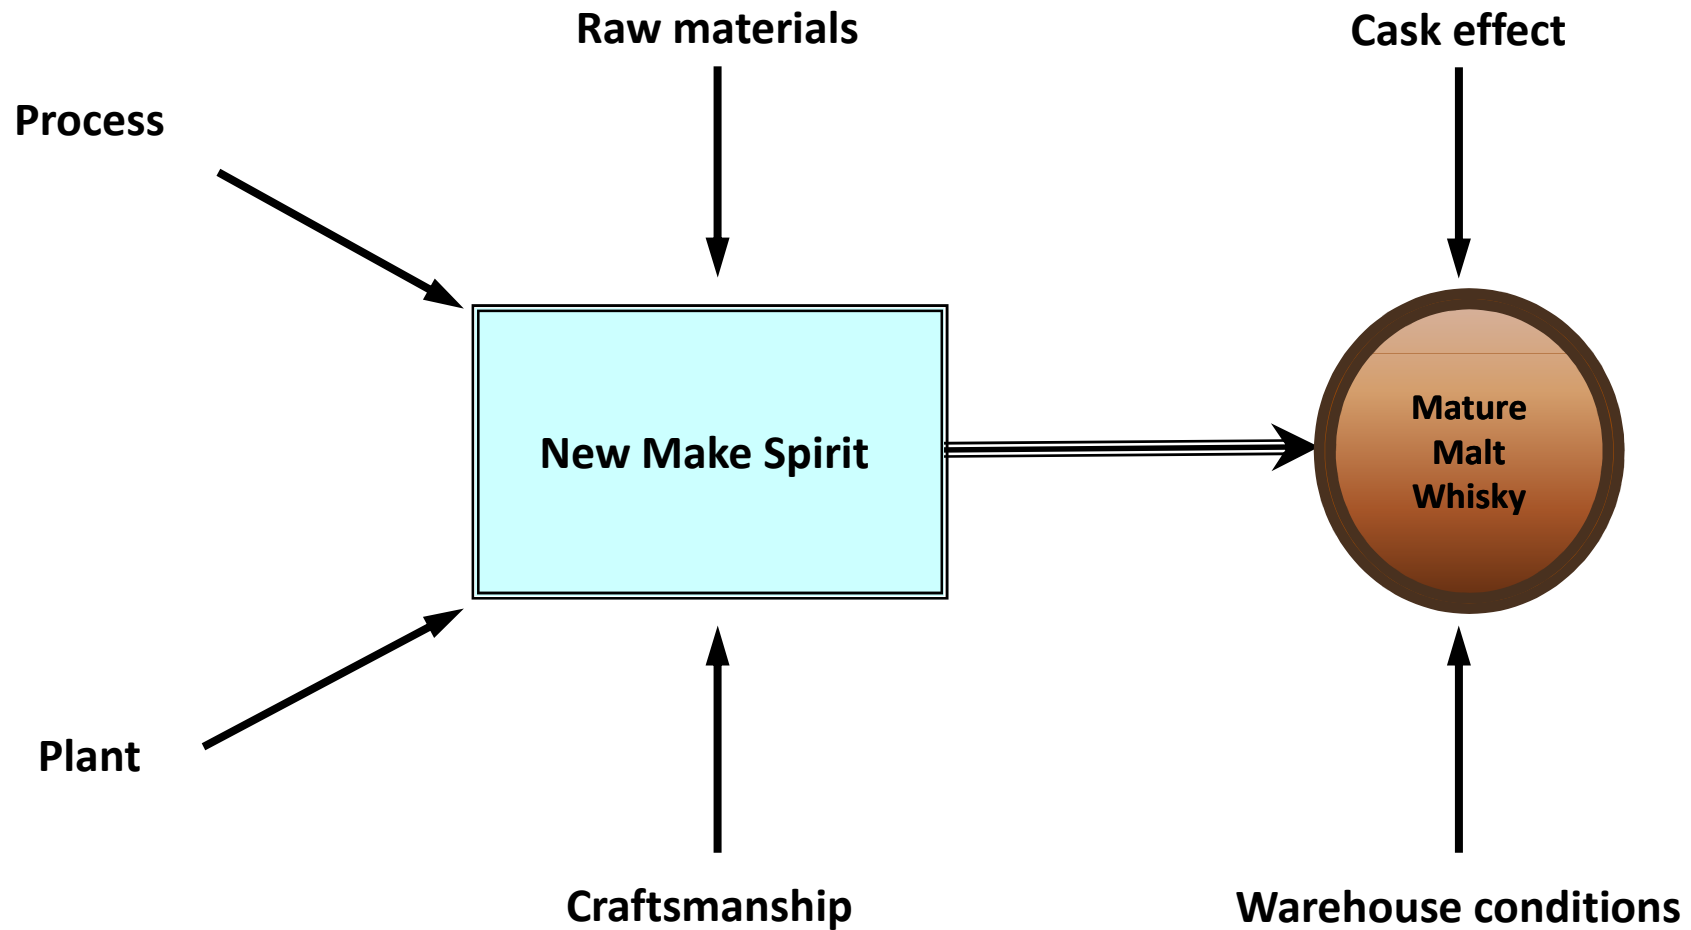 Raw materials
Cask effect
Process
New Make Spirit
Mature
Malt
Whisky
Plant
Craftsmanship
Warehouse conditions